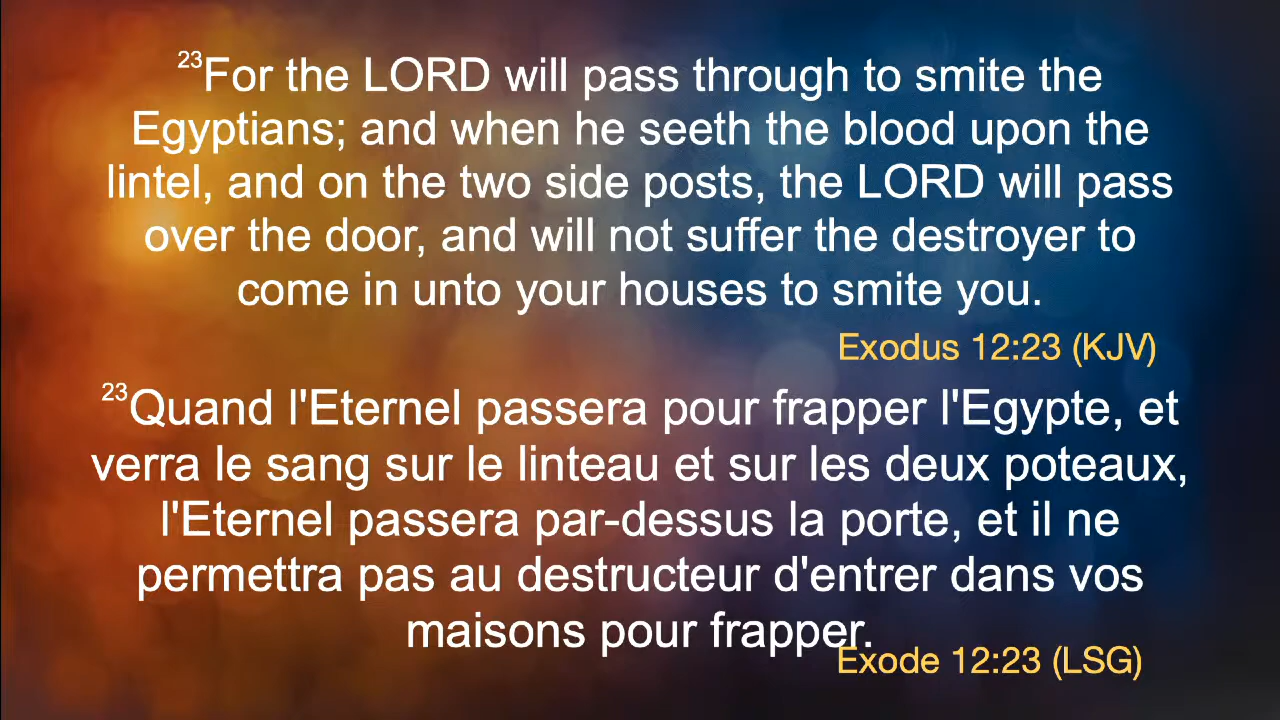 23For the LORD will pass through to smite the
Egyptians; and when he seeth the blood upon the
lintel, and on the two side posts, the LORD will pass
over the door, and will not suffer the destroyer to
come in unto your houses to smite you.
Exodus 12:23 (KJV)
23Quand l'Eternel passera pour frapper l'Egypte, et
verra le sang sur le linteau et sur les deux poteaux,
l'Eternel passera par-dessus la porte, et il ne
permettra pas au destructeur d'entrer dans vos
maisons pour frapper.
Exode 12:23 (LSG)